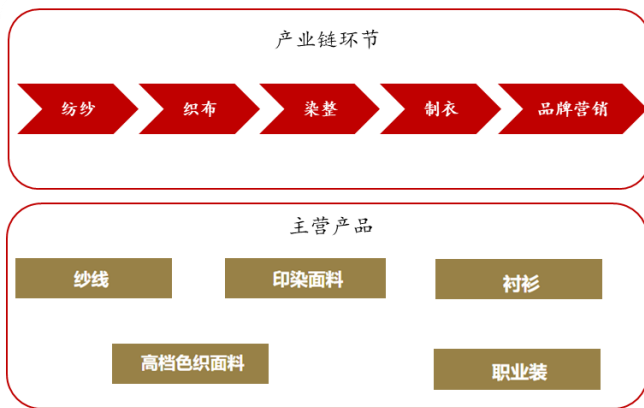 产业链环节
纺纱 织布 染整 制衣 品牌营销
主营产品
纱线 印染面料 衬衫
高档色织面料 职业装